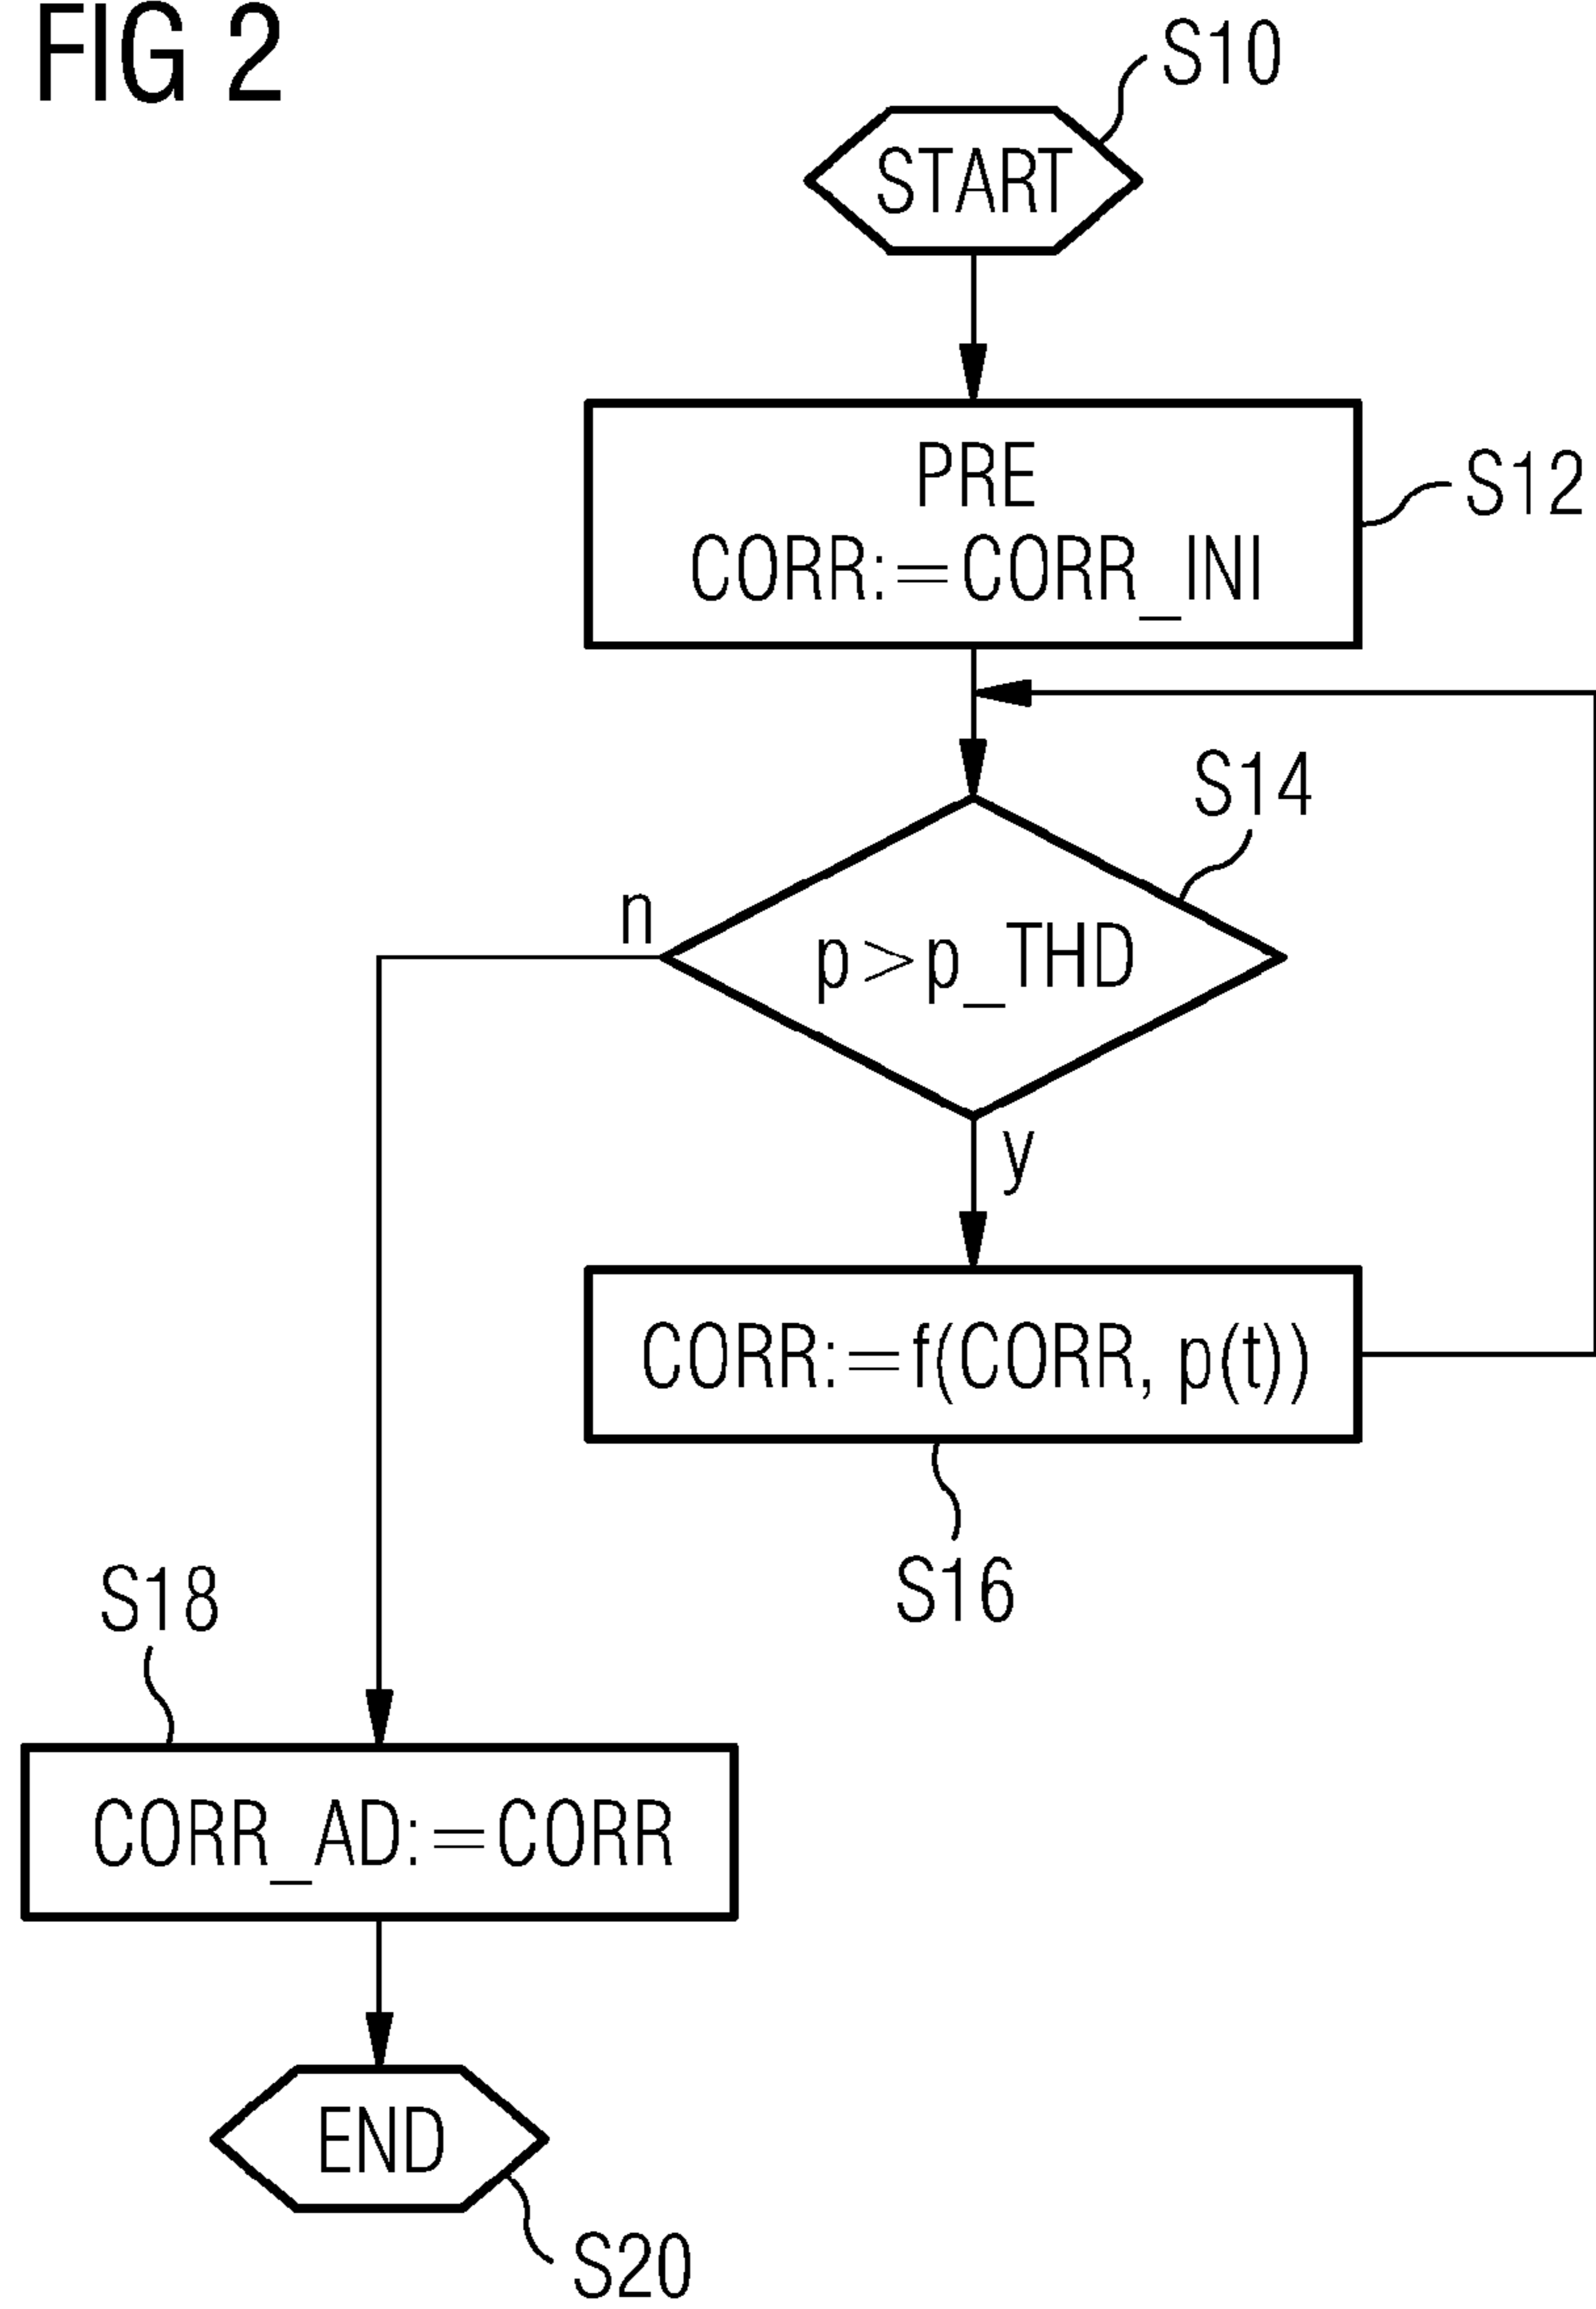 FIG 2
S10
START
PRE
CORR:=CORR_INI
S12
S14
n
p>p_THD
y
CORR:=f(CORR, p(t))
S16
S18
CORR_AD:=CORR
END
S20